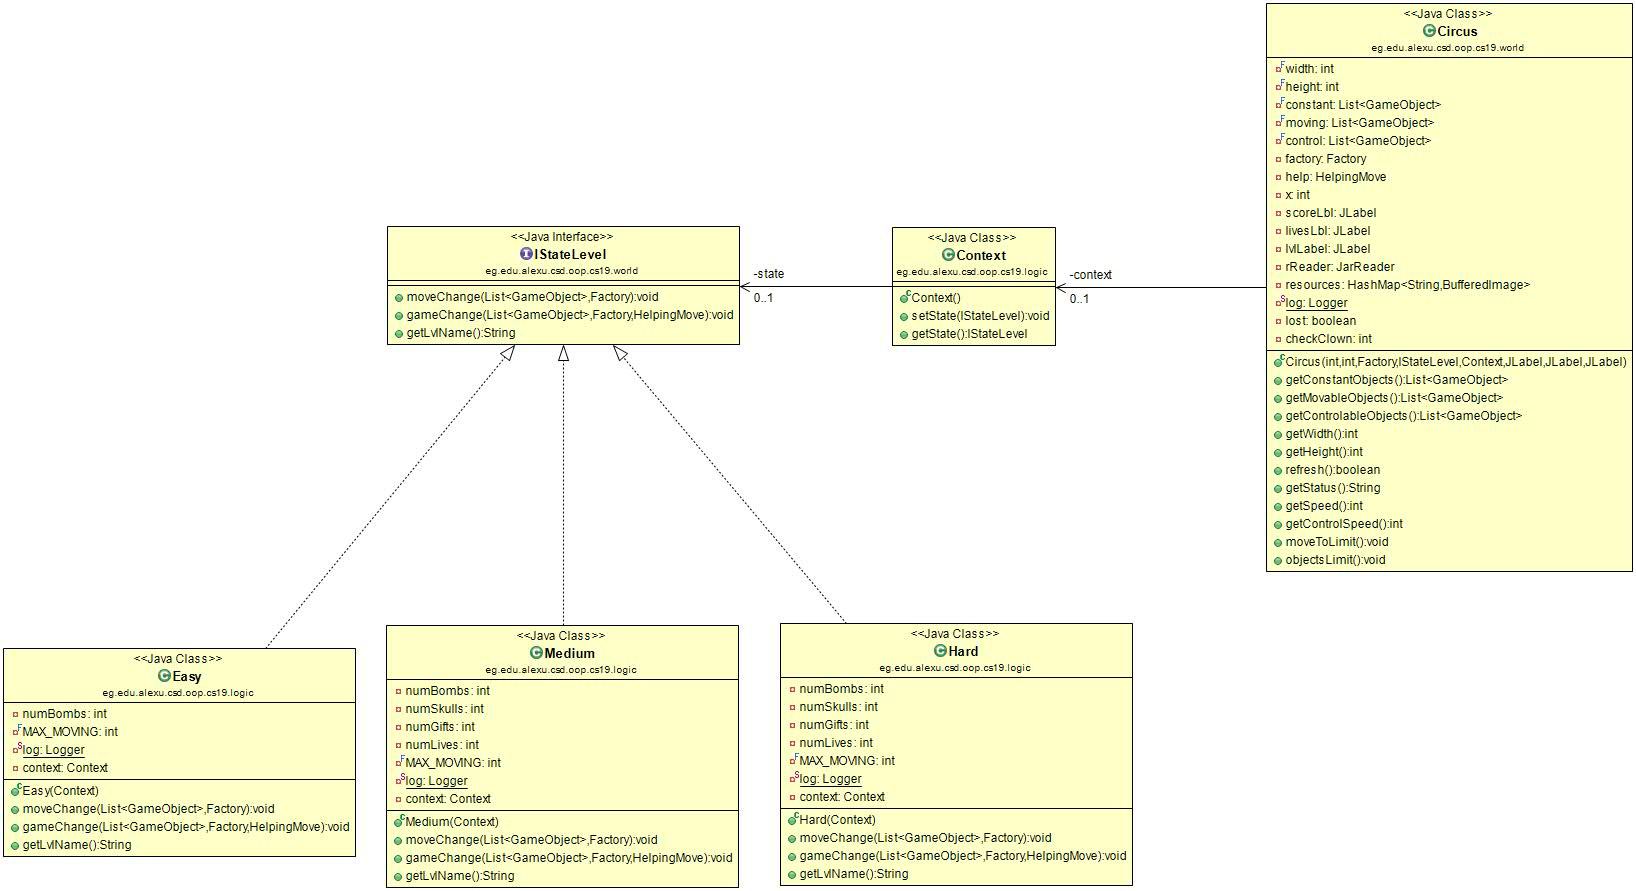 <<Java Class>>
Circus
eg.edu.alexu.csd.oop.cs19.world
width: int
height: int
constant: List<GameObject>
moving: List<GameObject>
control: List<GameObject>
factory: Factory
help: HelpingMove
x: int
scoreLbl: JLabel
livesLbl: JLabel
lvlLabel: JLabel
rReader: JarReader
resources: HashMap<String,BufferedImage>
log: Logger
lost: boolean
checkClown: int
Circus(int,int,Factory,IStateLevel,Context,JLabel,JLabel,JLabel)
getConstantObjects():List<GameObject>
getMovableObjects():List<GameObject>
getControlableObjects():List<GameObject>
getWidth():int
getHeight():int
refresh():boolean
getStatus():String
getSpeed():int
getControlSpeed():int
moveToLimit():void
objectsLimit():void
<<Java Interface>>
IStateLevel
eg.edu.alexu.csd.oop.cs19.world
moveChange(List<GameObject>,Factory):void
gameChange(List<GameObject>,Factory,HelpingMove):void
getLvlName():String
-state
0..1
<<Java Class>>
Context
eg.edu.alexu.csd.oop.cs19.logic
Context()
setState(IStateLevel):void
getState():IStateLevel
-context
0..1
<<Java Class>>
Easy
eg.edu.alexu.csd.oop.cs19.logic
numBombs: int
MAX_MOVING: int
log: Logger
context: Context
Easy(Context)
moveChange(List<GameObject>,Factory):void
gameChange(List<GameObject>,Factory,HelpingMove):void
getLvlName():String
<<Java Class>>
Medium
eg.edu.alexu.csd.oop.cs19.logic
numBombs: int
numSkulls: int
numGifts: int
numLives: int
MAX_MOVING: int
log: Logger
context: Context
Medium(Context)
moveChange(List<GameObject>,Factory):void
gameChange(List<GameObject>,Factory,HelpingMove):void
getLvlName():String
<<Java Class>>
Hard
eg.edu.alexu.csd.oop.cs19.logic
numBombs: int
numSkulls: int
numGifts: int
numLives: int
MAX_MOVING: int
log: Logger
context: Context
Hard(Context)
moveChange(List<GameObject>,Factory):void
gameChange(List<GameObject>,Factory,HelpingMove):void
getLvlName():String